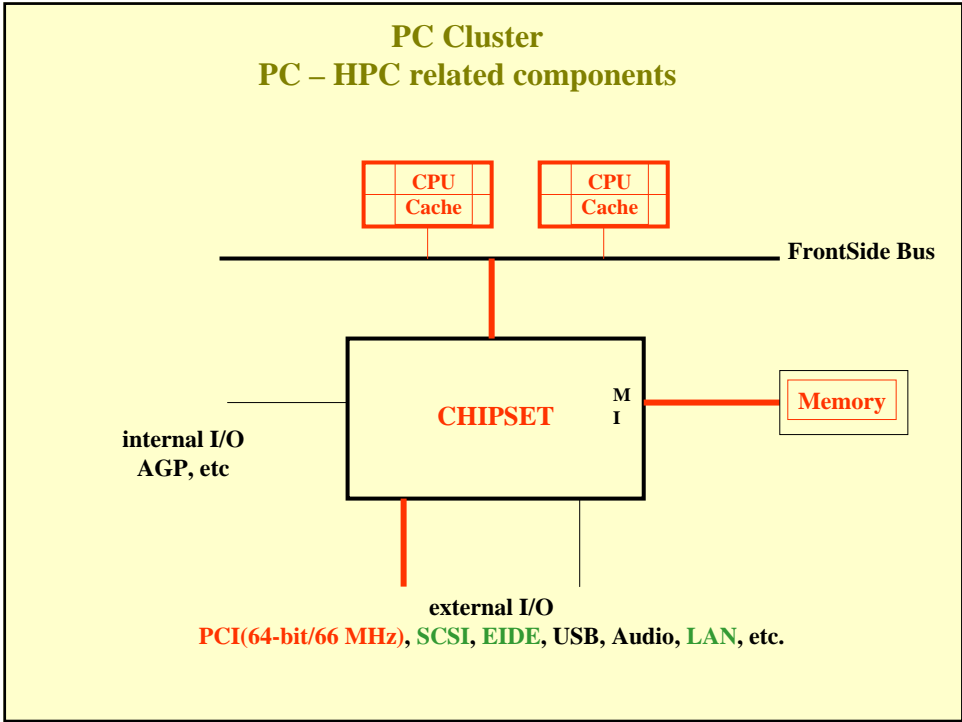 PC Cluster
PC – HPC related components
CPU
Cache
CPU
Cache
FrontSide Bus
CHIPSET
M
I
Memory
internal I/O
AGP, etc
external I/O
PCI(64-bit/66 MHz), SCSI, EIDE, USB, Audio, LAN, etc.